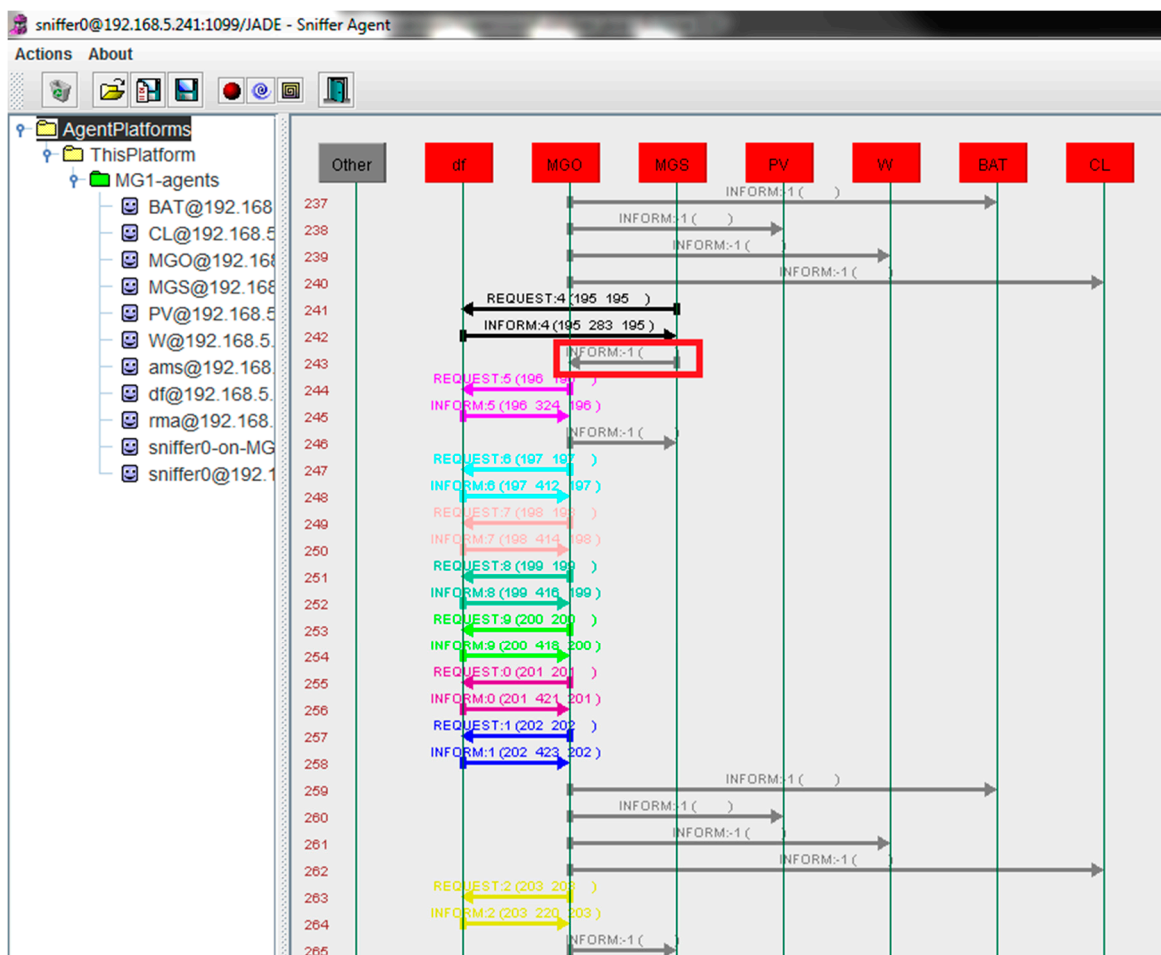 sniffer0@192.168.5.241:1099/JADE - Sniffer Agent
Actions About
AgentPlatforms
ThisPlatform
MG1-agents
BAT@192.168
CL@192.168.5
MGO@192.168
MGS@192.168
PV@192.168.5
W@192.168.5.
ams@192.168.
df@192.168.5.
rma@192.168.
sniffer0-on-MG
sniffer0@192.1
Other df MGO MGS PV W BAT CL
237 INFORM:-1 ( )
238 INFORM:-1 ( )
239 INFORM:-1 ( )
240 INFORM:-1 (
241 REQUEST:4 (195 195 )
242 INFORM:4 (195 283 195 )
243 INFORM:-1 (
244 REQUEST:5 (196 196 )
245 INFORM:5 (196 324 196 )
246 INFORM:-1 ( )
247 REQUEST:6 (197 197 )
248 INFORM:6 (197 412 197 )
249 REQUEST:7 (198 198 )
250 INFORM:7 (198 414 198 )
251 REQUEST:8 (199 199 )
252 INFORM:8 (199 416 199 )
253 REQUEST:9 (200 200 )
254 INFORM:9 (200 418 200 )
255 REQUEST:0 (201 201 )
256 INFORM:0 (201 421 201 )
257 REQUEST:1 (202 202 )
258 INFORM:1 (202 423 202 )
259 INFORM:-1 ( )
260 INFORM:-1 ( )
261 INFORM:-1 ( )
262 INFORM:-1 ( )
263 REQUEST:2 (203 203 )
264 INFORM:2 (203 220 203 )
265 INFORM:-1 ( )